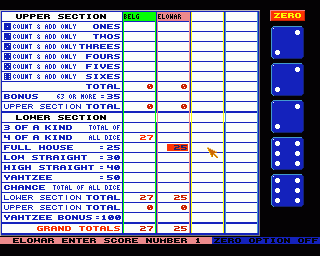 UPPER SECTION BELG ELOWAR ZERO
COUNT & ADD ONLY ONES
COUNT & ADD ONLY TWOS
COUNT & ADD ONLY THREES
COUNT & ADD ONLY FOURS
COUNT & ADD ONLY FIVES
COUNT & ADD ONLY SIXES
TOTAL 0 0
BONUS 63 OR MORE = 35
UPPER SECTION TOTAL 0 0
LOWER SECTION
3 OF A KIND TOTAL OF
4 OF A KIND ALL DICE 27
FULL HOUSE = 25 25
LOW STRAIGHT = 30
HIGH STRAIGHT = 40
YAHTZEE = 50
CHANCE TOTAL OF ALL DICE
LOWER SECTION TOTAL 27 25
UPPER SECTION TOTAL 0 0
YAHTZEE BONUS =100
GRAND TOTALS 27 25
ELOWAR ENTER SCORE NUMBER 1 ZERO OPTION OFF